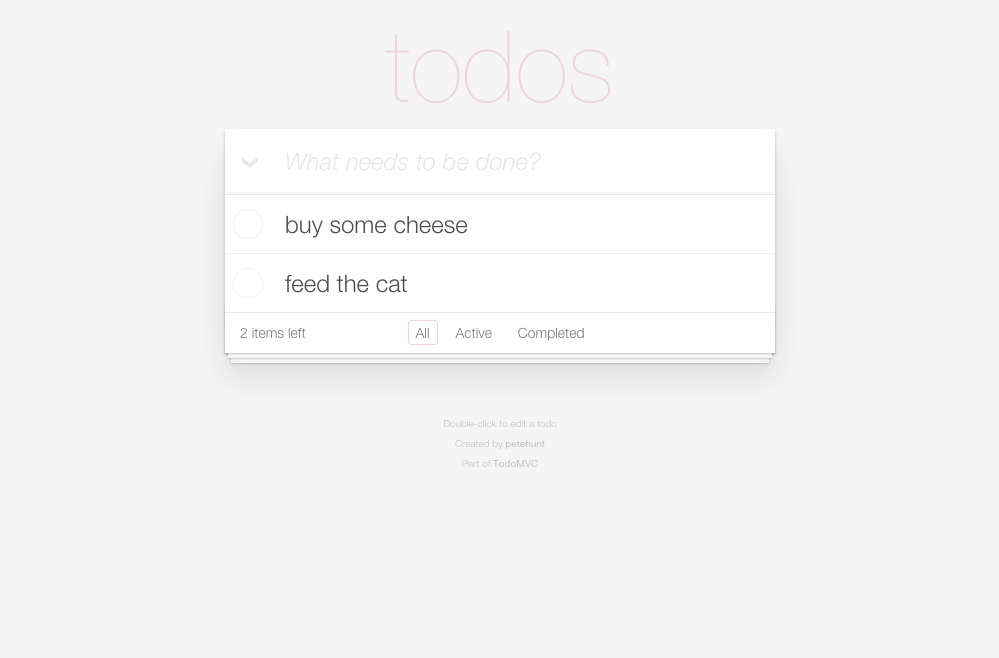 todos
What needs to be done?
buy some cheese
feed the cat
2 items left All Active Completed
Double-click to edit a todo
Created by petehunt
Part of TodoMVC